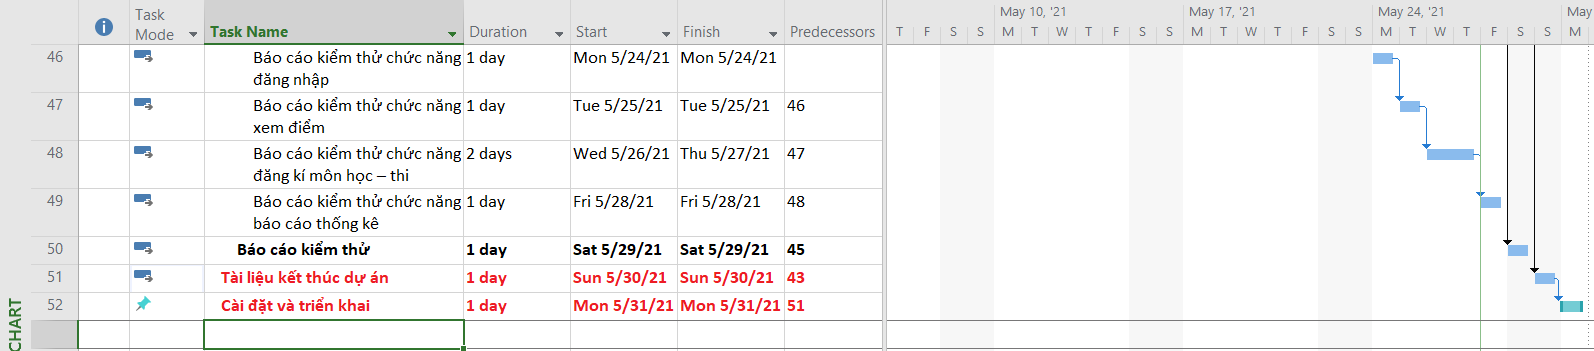 Task Mode Task Name Duration Start Finish Predecessors
May 10, '21 May 17, '21 May 24, '21 May
T F S S M T W T F S S M T W T F S S M T W T F S S M
46 Báo cáo kiểm thử chức năng 1 day Mon 5/24/21 Mon 5/24/21
đăng nhập
47 Báo cáo kiểm thử chức năng 1 day Tue 5/25/21 Tue 5/25/21 46
xem điểm
48 Báo cáo kiểm thử chức năng 2 days Wed 5/26/21 Thu 5/27/21 47
đăng kí môn học – thi
49 Báo cáo kiểm thử chức năng 1 day Fri 5/28/21 Fri 5/28/21 48
báo cáo thống kê
50 Báo cáo kiểm thử 1 day Sat 5/29/21 Sat 5/29/21 45
51 Tài liệu kết thúc dự án 1 day Sun 5/30/21 Sun 5/30/21 43
52 Cài đặt và triển khai 1 day Mon 5/31/21 Mon 5/31/21 51
CHART